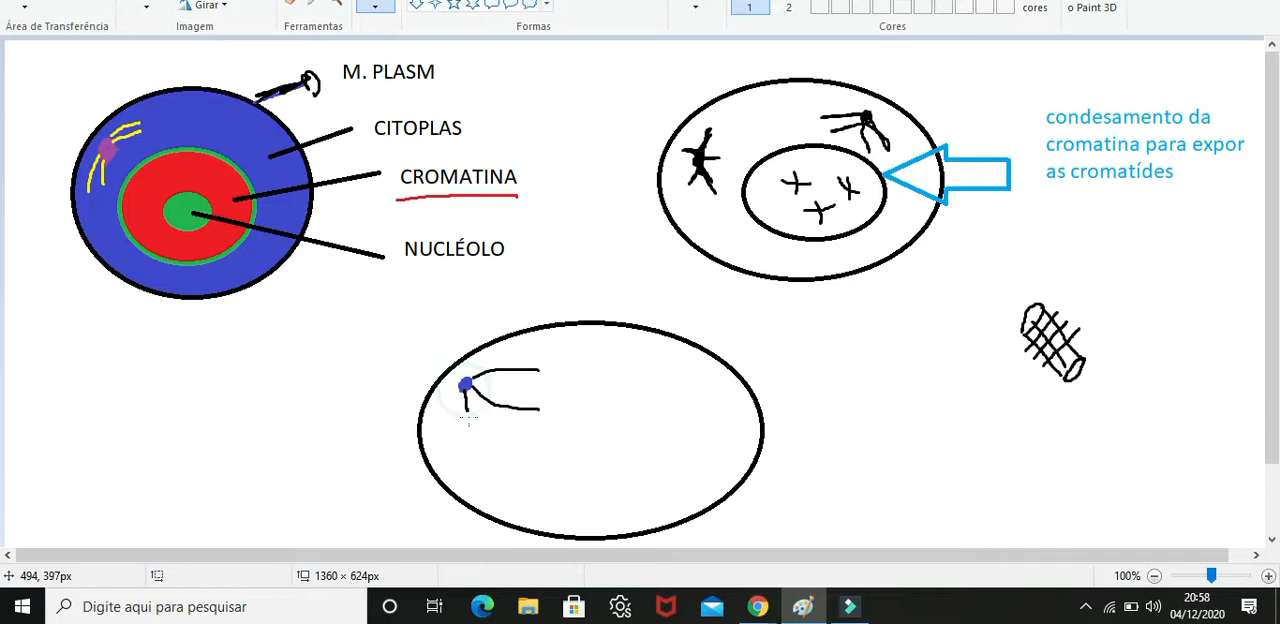 Girar
Área de Transferência
Imagem
Ferramentas
Formas
1
2
cores
o Paint 3D
Cores
M. PLASM
CITOPLAS
CROMATINA
NUCLÉOLO
condesamento da
cromatina para expor
as cromatídes
494, 397px
1360 × 624px
100%
Digite aqui para pesquisar
20:58
04/12/2020